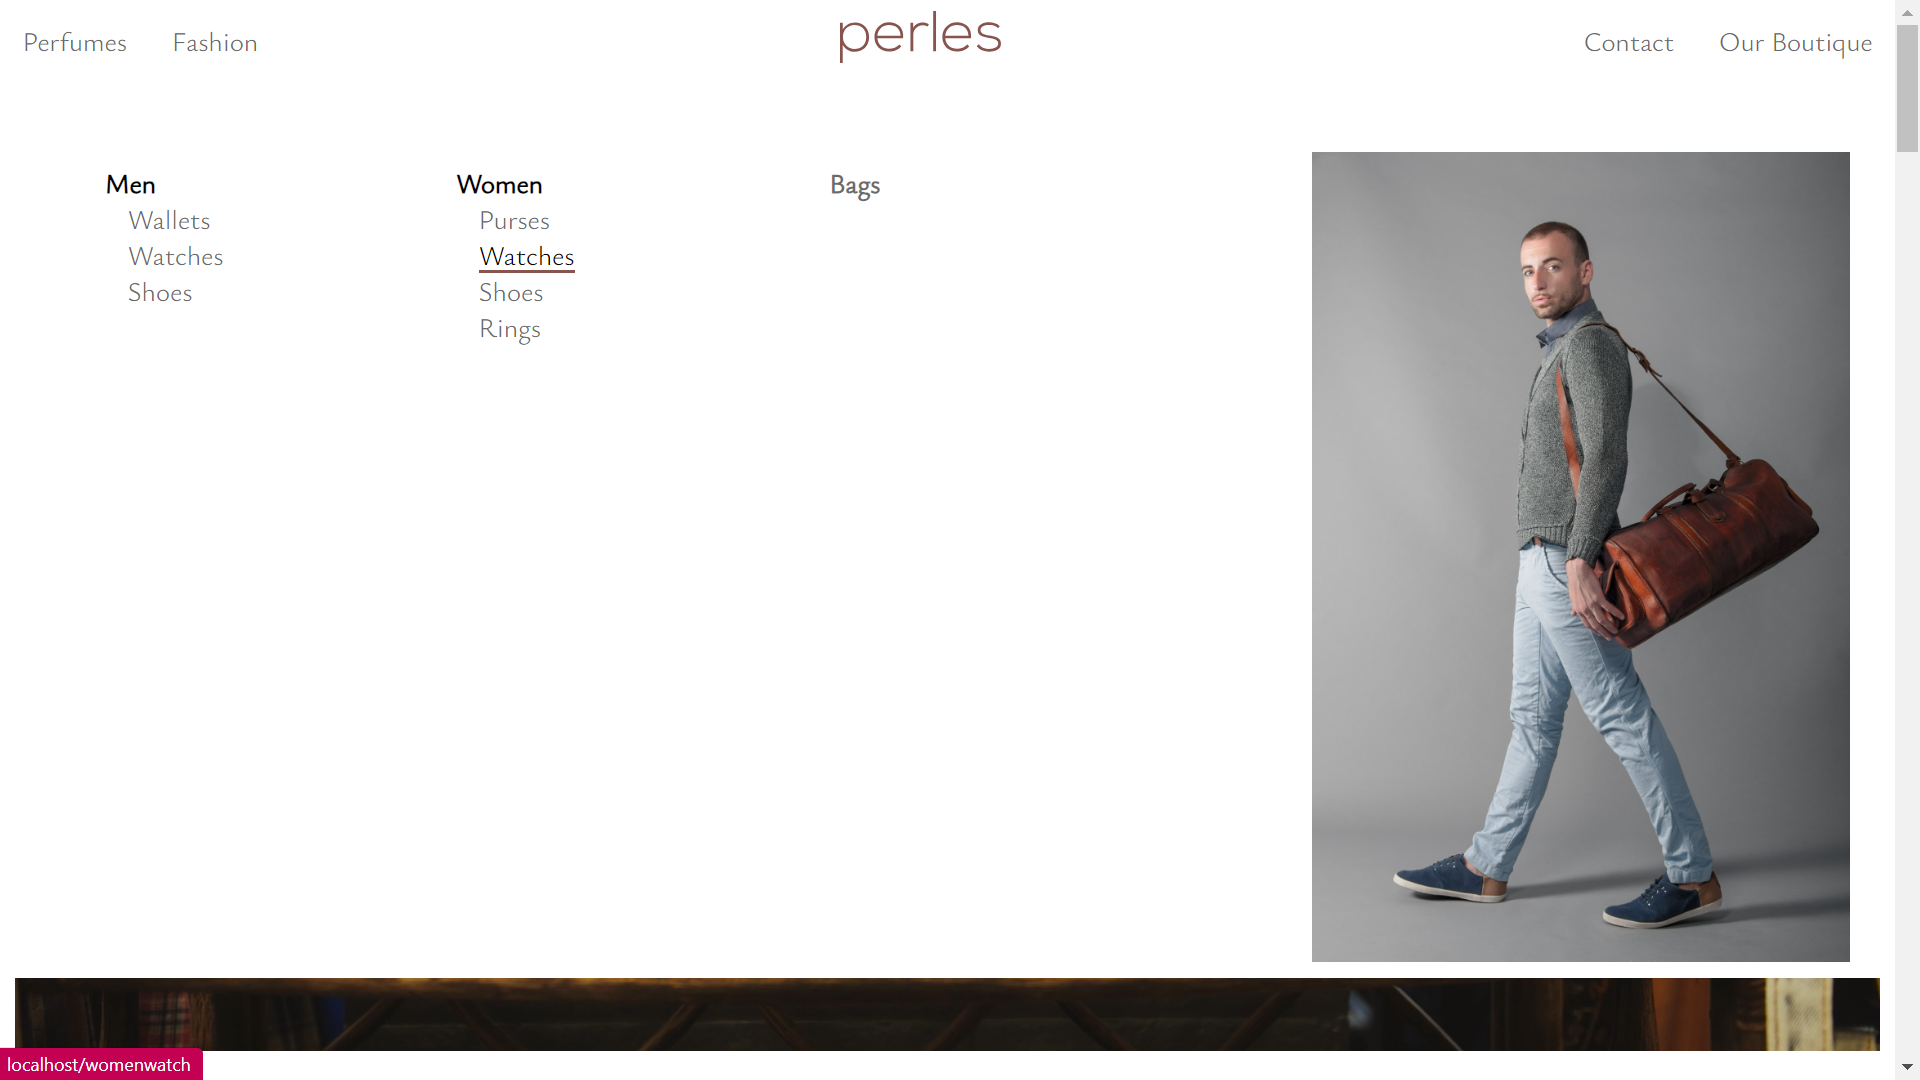 Perfumes Fashion perles Contact Our Boutique
Men
Wallets
Watches
Shoes
Women
Purses
Watches
Shoes
Rings
Bags
localhost/womenwatch